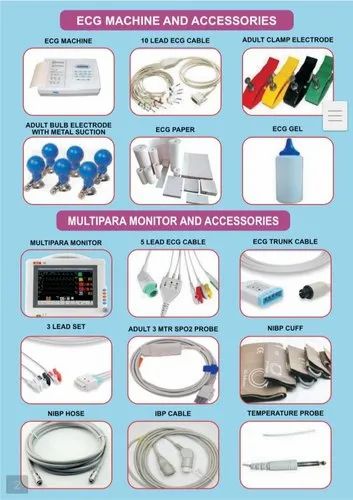 ECG MACHINE AND ACCESSORIES
ECG MACHINE
10 LEAD ECG CABLE
ADULT CLAMP ELECTRODE
ADULT BULB ELECTRODE
WITH METAL SUCTION
ECG PAPER
ECG GEL
MULTIPARA MONITOR AND ACCESSORIES
MULTIPARA MONITOR
5 LEAD ECG CABLE
ECG TRUNK CABLE
3 LEAD SET
ADULT 3 MTR SPO2 PROBE
NIBP CUFF
NIBP HOSE
IBP CABLE
TEMPERATURE PROBE
2